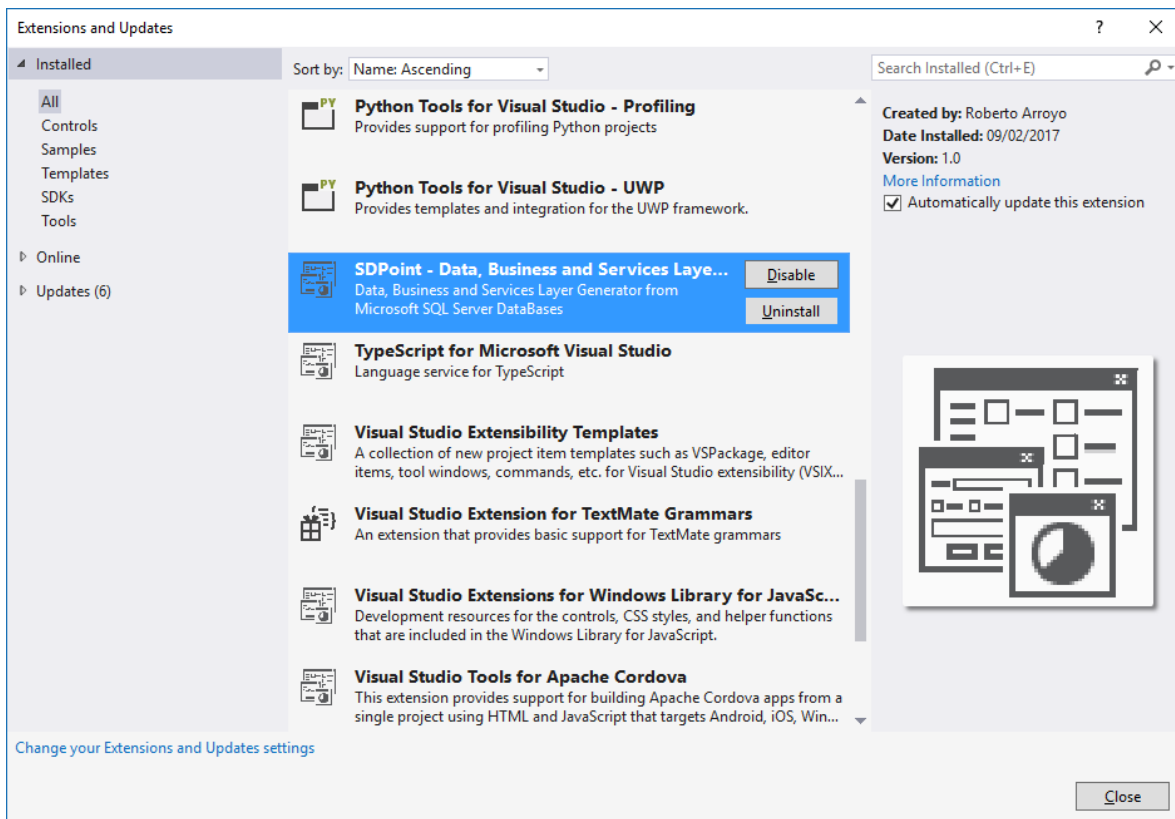 Extensions and Updates
?
Installed
All
Controls
Samples
Templates
SDKs
Tools
Online
Updates (6)
Change your Extensions and Updates settings
Sort by: Name: Ascending
PY
Python Tools for Visual Studio - Profiling
Provides support for profiling Python projects
PY
Python Tools for Visual Studio - UWP
Provides templates and integration for the UWP framework.
SDPoint - Data, Business and Services Laye...
Data, Business and Services Layer Generator from
Microsoft SQL Server DataBases
Disable
Uninstall
TypeScript for Microsoft Visual Studio
Language service for TypeScript
Visual Studio Extensibility Templates
A collection of new project item templates such as VSPackage, editor
items, tool windows, commands, etc. for Visual Studio extensibility (VSIX...
Visual Studio Extension for TextMate Grammars
An extension that provides basic support for TextMate grammars
Visual Studio Extensions for Windows Library for JavaSc...
Development resources for the controls, CSS styles, and helper functions
that are included in the Windows Library for JavaScript.
Visual Studio Tools for Apache Cordova
This extension provides support for building Apache Cordova apps from a
single project using HTML and JavaScript that targets Android, iOS, Win...
Search Installed (Ctrl+E)
Created by: Roberto Arroyo
Date Installed: 09/02/2017
Version: 1.0
More Information
Automatically update this extension
Close